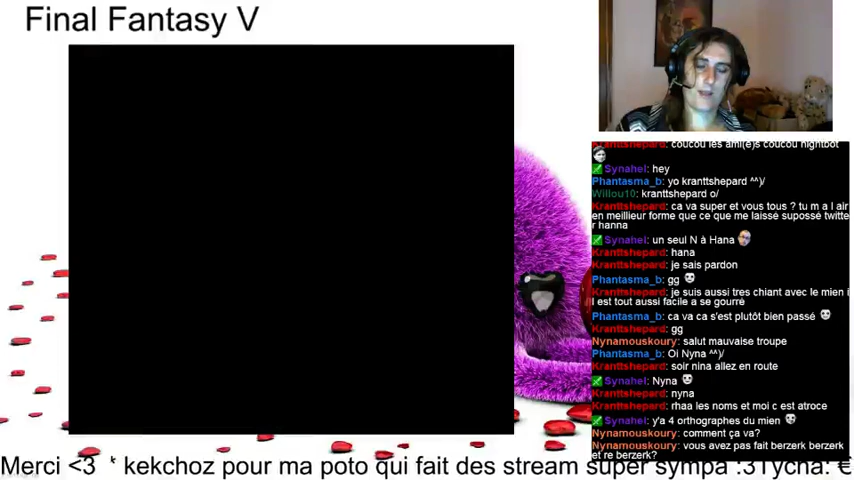 Final Fantasy V
Kranttshepard: coucou les ami(e)s coucou nightbot
Synahel: hey
Phantasma_b: yo kranttshepard ^^)/
Willou10: kranttshepard o/
Kranttshepard: ca va super et vous tous ? tu m a l air
en meillieur forme que ce que me laissé suposé twitte
r hanna
Synahel: un seul N à Hana
Kranttshepard: hana
Kranttshepard: je sais pardon
Phantasma_b: gg
Kranttshepard: je suis aussi tres chiant avec le mien i
l est tout aussi facile a se gourré
Phantasma_b: ca va ca s'est plutôt bien passé
Kranttshepard: gg
Nynamouskoury: salut mauvaise troupe
Phantasma_b: Oi Nyna ^^)/
Kranttshepard: soir nina allez en route
Synahel: Nyna
Kranttshepard: nyna
Kranttshepard: rhaa les noms et moi c est atroce
Synahel: y'a 4 orthographes du mien
Nynamouskoury: comment ça va?
Nynamouskoury: vous avez pas fait berzerk berzerk
et re berzerk?
Merci <3 * kekchoz pour ma poto qui fait des stream super sympa :3Tycha: €